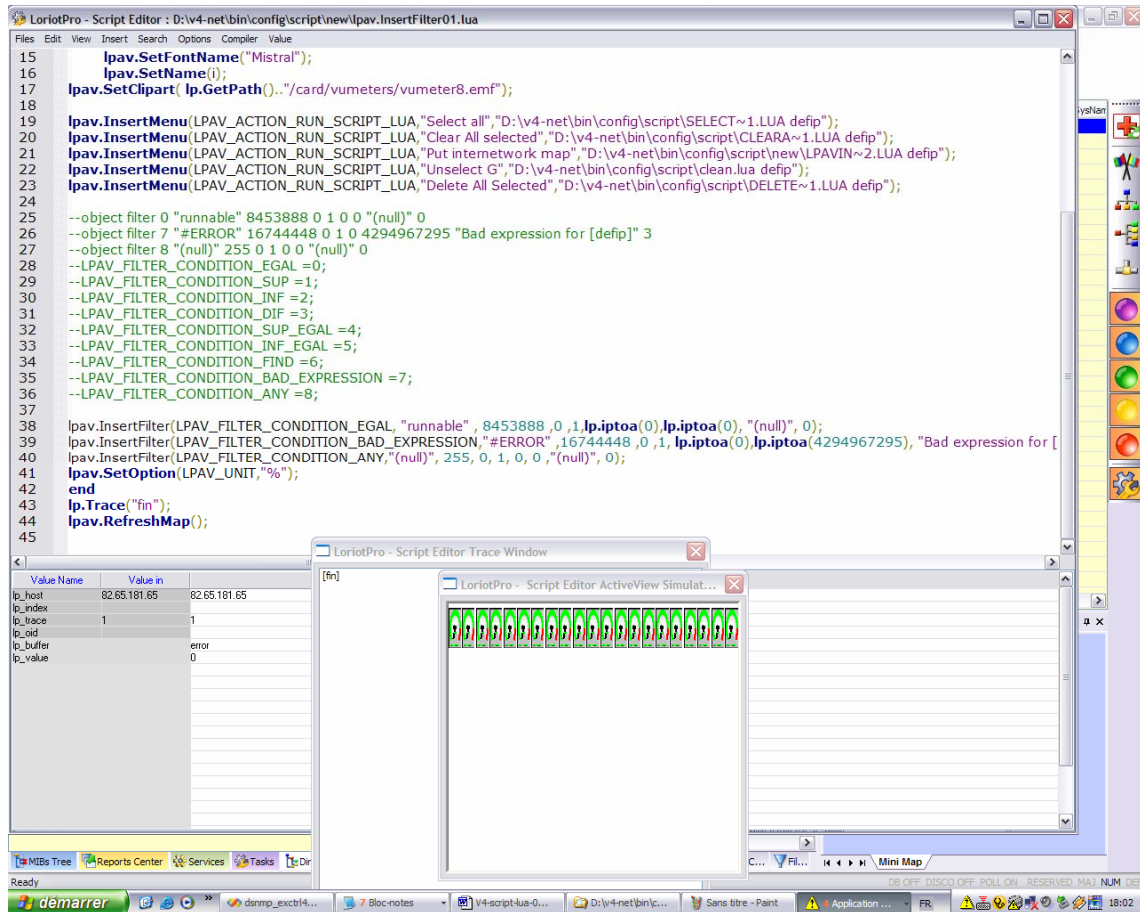 LoriotPro - Script Editor : D:\v4-net\bin\config\script\new\lpav.InsertFilter01.lua
Files Edit View Insert Search Options Compiler Value
15 lpav.SetFontName("Mistral");
16 lpav.SetName(i);
17 lpav.SetClipart( lp.GetPath().."/card/vumeters/vumeter8.emf");
18
19 lpav.InsertMenu(LPAV_ACTION_RUN_SCRIPT_LUA,"Select all","D:\v4-net\bin\config\script\SELECT~1.LUA defip");
20 lpav.InsertMenu(LPAV_ACTION_RUN_SCRIPT_LUA,"Clear All selected","D:\v4-net\bin\config\script\CLEARA~1.LUA defip");
21 lpav.InsertMenu(LPAV_ACTION_RUN_SCRIPT_LUA,"Put internetwork map","D:\v4-net\bin\config\script\new\LPAVIN~2.LUA defip");
22 lpav.InsertMenu(LPAV_ACTION_RUN_SCRIPT_LUA,"Unselect G","D:\v4-net\bin\config\script\clean.lua defip");
23 lpav.InsertMenu(LPAV_ACTION_RUN_SCRIPT_LUA,"Delete All Selected","D:\v4-net\bin\config\script\DELETE~1.LUA defip");
24
25 --object filter 0 "runnable" 8453888 0 1 0 0 "(null)" 0
26 --object filter 7 "#ERROR" 16744448 0 1 0 4294967295 "Bad expression for [defip]" 3
27 --object filter 8 "(null)" 255 0 1 0 0 "(null)" 0
28 --LPAV_FILTER_CONDITION_EGAL =0;
29 --LPAV_FILTER_CONDITION_SUP =1;
30 --LPAV_FILTER_CONDITION_INF =2;
31 --LPAV_FILTER_CONDITION_DIF =3;
32 --LPAV_FILTER_CONDITION_SUP_EGAL =4;
33 --LPAV_FILTER_CONDITION_INF_EGAL =5;
34 --LPAV_FILTER_CONDITION_FIND =6;
35 --LPAV_FILTER_CONDITION_BAD_EXPRESSION =7;
36 --LPAV_FILTER_CONDITION_ANY =8;
37
38 lpav.InsertFilter(LPAV_FILTER_CONDITION_EGAL, "runnable" , 8453888 ,0 ,1,lp.iptoa(0),lp.iptoa(0), "(null)", 0);
39 lpav.InsertFilter(LPAV_FILTER_CONDITION_BAD_EXPRESSION,"#ERROR" ,16744448 ,0 ,1, lp.iptoa(0),lp.iptoa(4294967295), "Bad expression for [
40 lpav.InsertFilter(LPAV_FILTER_CONDITION_ANY,"(null)", 255, 0, 1, 0, 0 ,"(null)", 0);
41 lpav.SetOption(LPAV_UNIT,"%");
42 end
43 lp.Trace("fin");
44 lpav.RefreshMap();
45
LoriotPro - Script Editor Trace Window
[fin]
LoriotPro - Script Editor ActiveView Simulat...
Value Name Value in
lp_host 82.65.181.65 82.65.181.65
lp_index
lp_trace 1 1
lp_oid
lp_buffer error
lp_value 0
MIBs Tree Reports Center Services Tasks Dir
C... Fil... Mini Map
Ready
DB OFF DISCO OFF POLL ON RESERVED MAJ NUM DEF
démarrer dsnmp_exctrl4... 7 Bloc-notes V4-script-lua-0... D:\v4-net\bin\c... Sans titre - Paint 4 Application ... FR 18:02